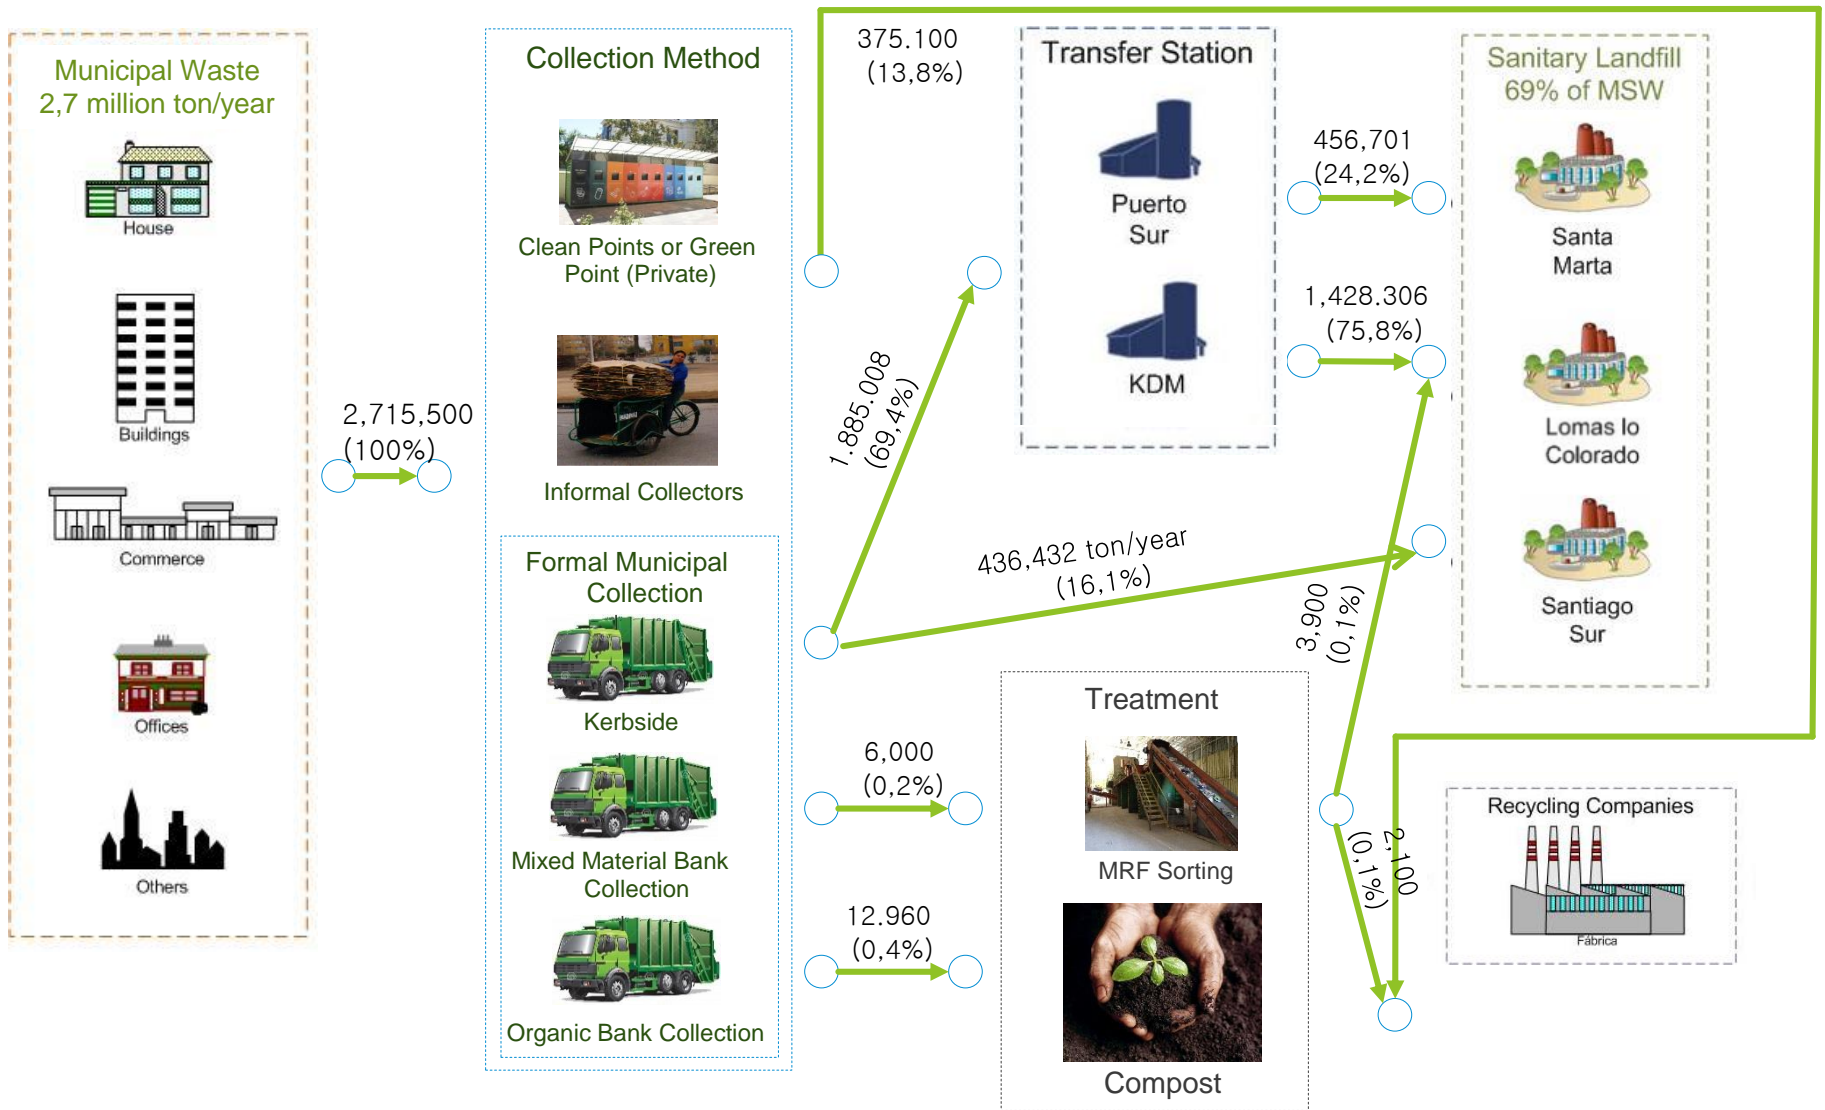 Municipal Waste
2,7 million ton/year
House
Buildings
Commerce
Offices
Others
2,715,500
(100%)
Collection Method
Clean Points or Green
Point (Private)
Informal Collectors
Formal Municipal
Collection
Kerbside
Mixed Material Bank
Collection
Organic Bank Collection
375.100
(13,8%)
1.885.008
(69,4%)
436,432 ton/year
(16,1%)
6,000
(0,2%)
12.960
(0,4%)
Transfer Station
Puerto
Sur
KDM
Treatment
MRF Sorting
Compost
456,701
(24,2%)
1,428.306
(75,8%)
3,900
(0,1%)
2,100
(0,1%)
Sanitary Landfill
69% of MSW
Santa
Marta
Lomas lo
Colorado
Santiago
Sur
Recycling Companies
Fábrica